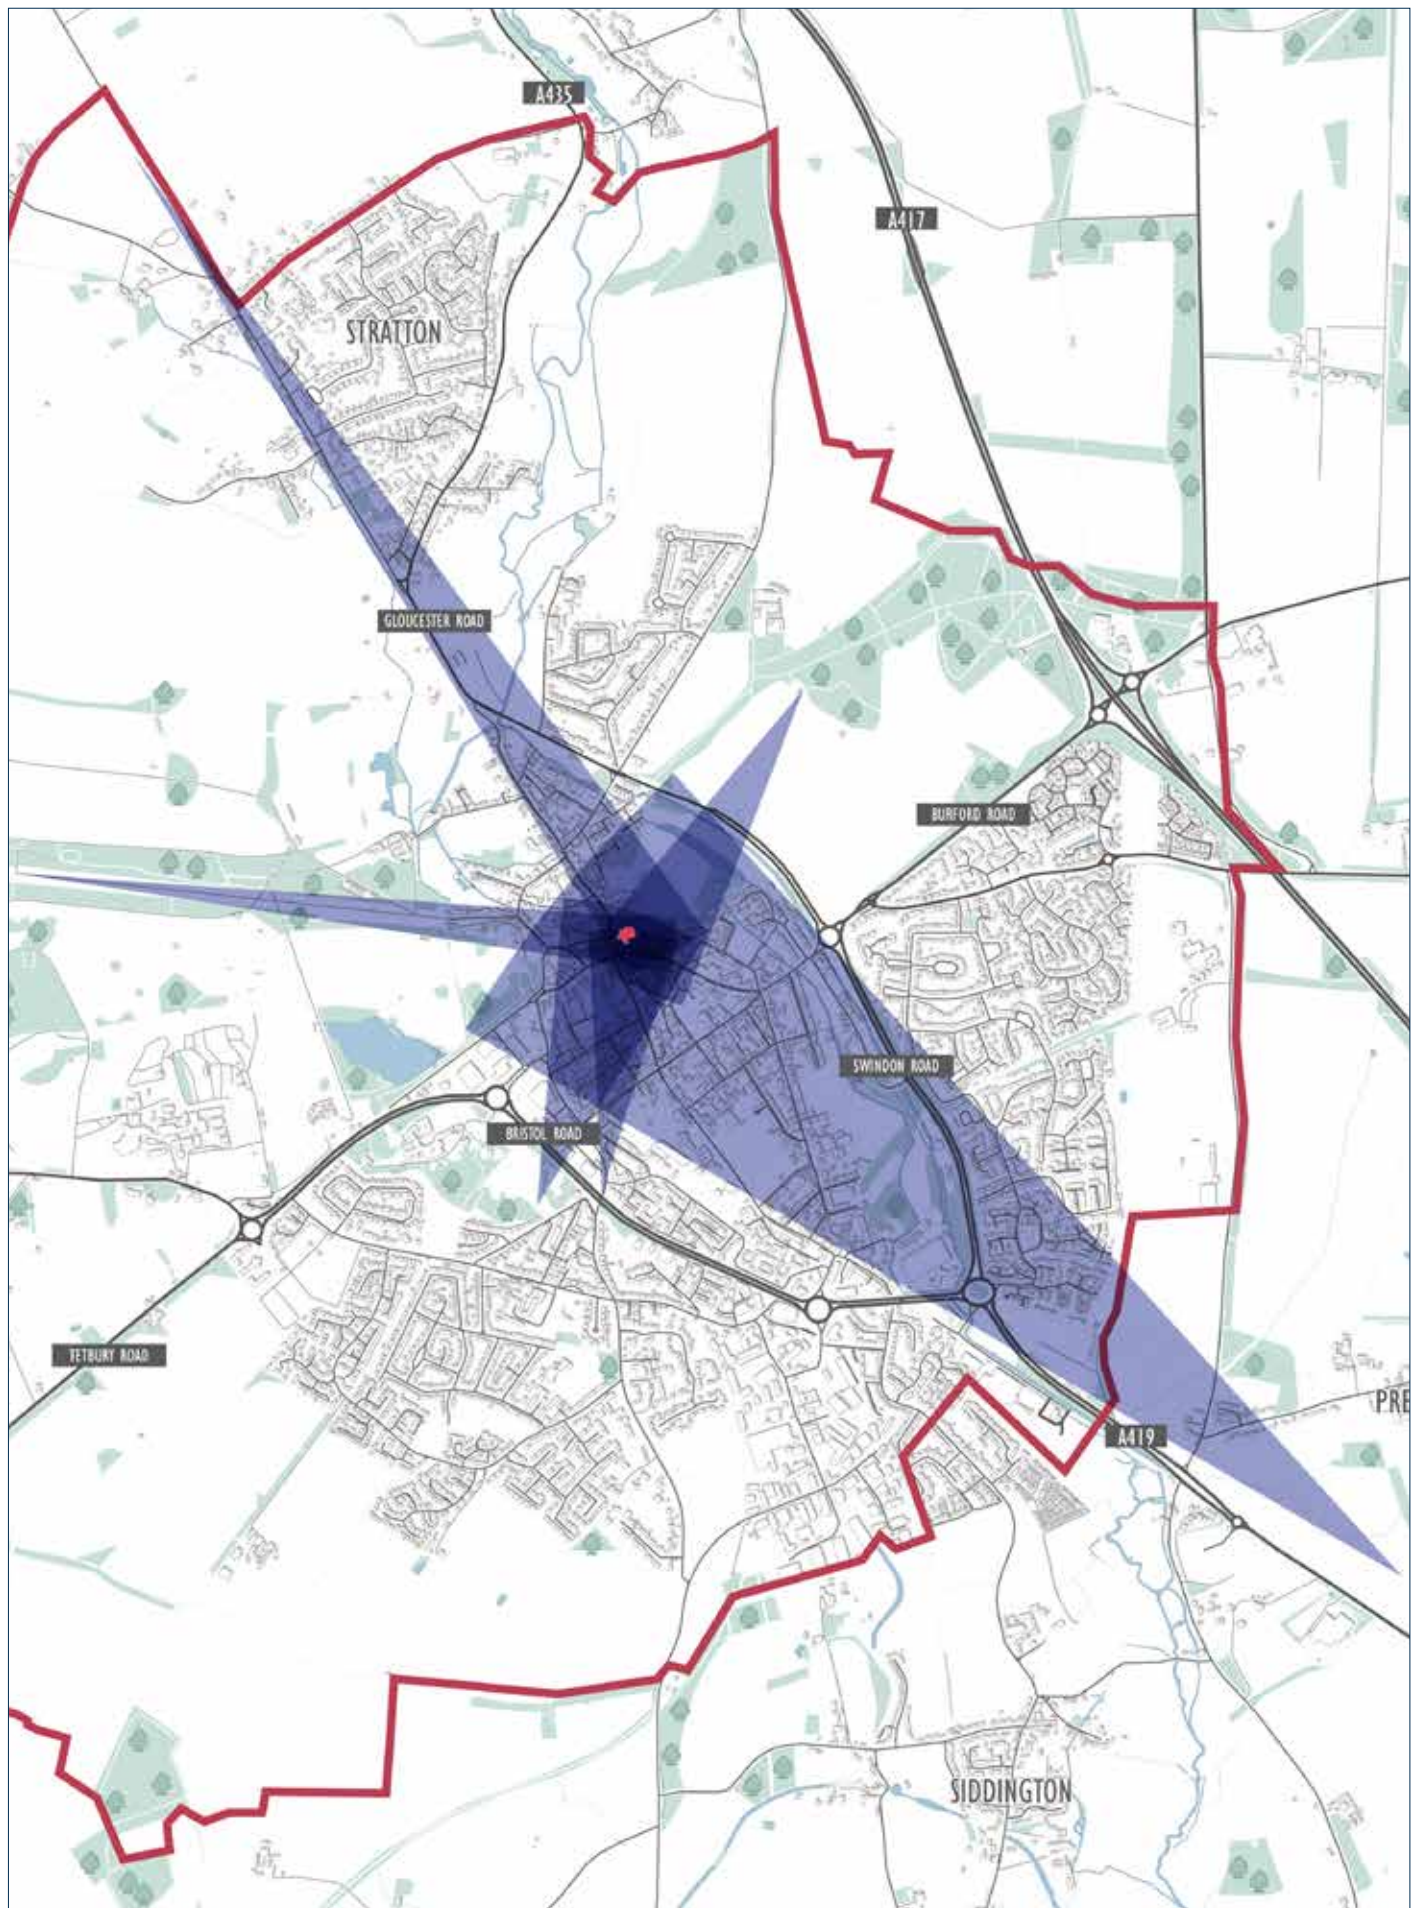 A435
A417
STRATTON
GLOUCESTER ROAD
BURFORD ROAD
SWINDON ROAD
BRISTOL ROAD
TETBURY ROAD
PRE
A419
SIDDINGTON